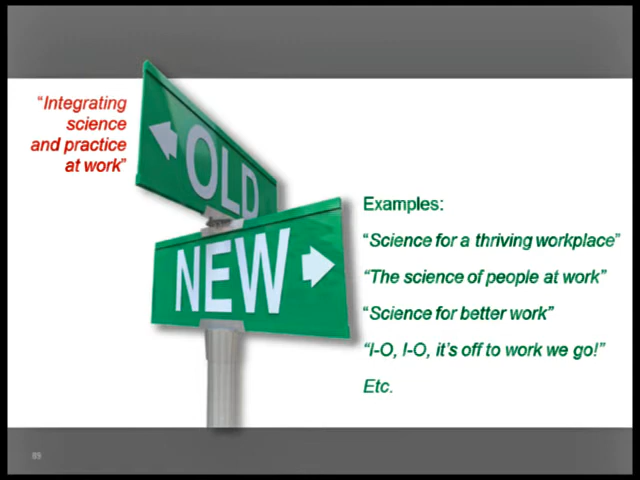 “Integrating
science
and practice
at work”
OLD
NEW
Examples:
“Science for a thriving workplace”
“The science of people at work”
“Science for better work”
“I-O, I-O, it’s off to work we go!”
Etc.
89